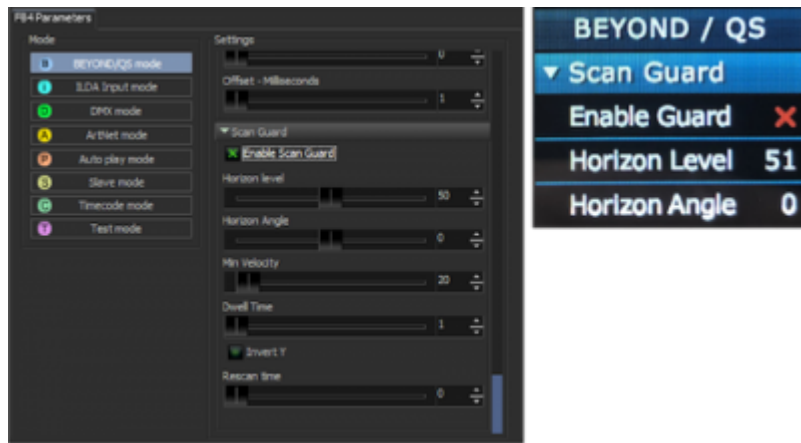 FB4 Parameters
Mode
Settings
B BEYOND/QS mode
0
I ILDA Input mode
Offset - Milliseconds
D DMX mode
1
A ArtNet mode
Scan Guard
P Auto play mode
Enable Scan Guard
S Slave mode
Horizon level
C Timecode mode
50
T Test mode
Horizon Angle
0
Min Velocity
20
Dwell Time
1
Invert Y
Rescan time
0
BEYOND / QS
Scan Guard
Enable Guard
Horizon Level 51
Horizon Angle 0